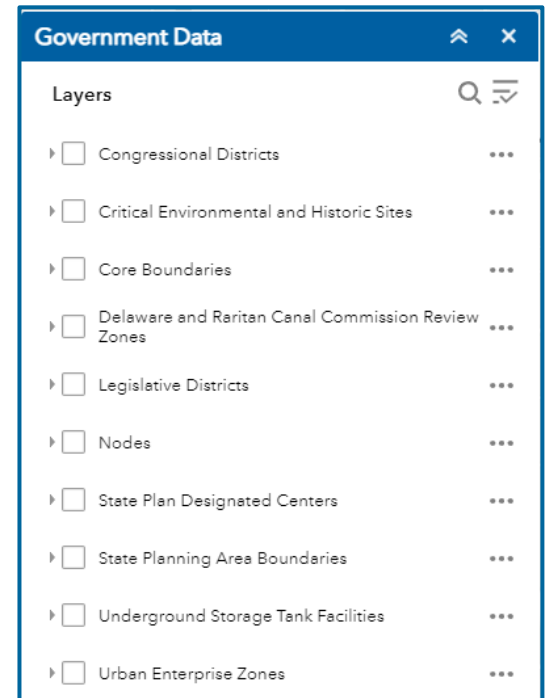 Government Data
Layers
Congressional Districts
Critical Environmental and Historic Sites
Core Boundaries
Delaware and Raritan Canal Commission Review
Zones
Legislative Districts
Nodes
State Plan Designated Centers
State Planning Area Boundaries
Underground Storage Tank Facilities
Urban Enterprise Zones